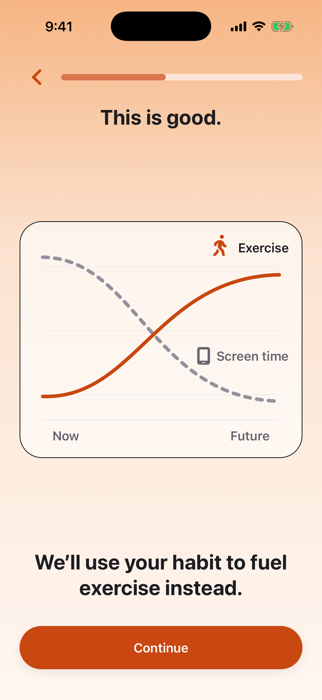 9:41
This is good.
Exercise
Screen time
Now
Future
We’ll use your habit to fuel
exercise instead.
Continue